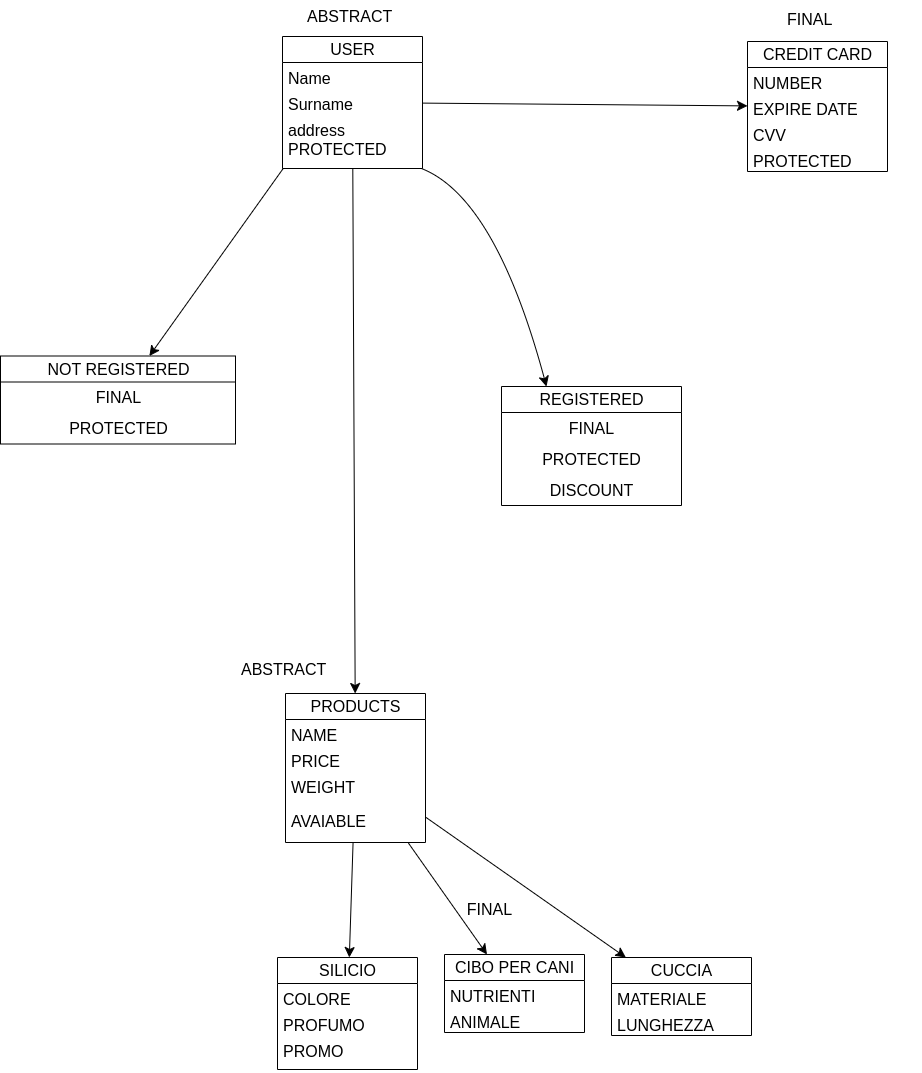 ABSTRACT
FINAL
USER
Name
Surname
address
PROTECTED
CREDIT CARD
NUMBER
EXPIRE DATE
CVV
PROTECTED
NOT REGISTERED
FINAL
PROTECTED
REGISTERED
FINAL
PROTECTED
DISCOUNT
ABSTRACT
PRODUCTS
NAME
PRICE
WEIGHT
AVAIABLE
FINAL
SILICIO
COLORE
PROFUMO
PROMO
CIBO PER CANI
NUTRIENTI
ANIMALE
CUCCIA
MATERIALE
LUNGHEZZA